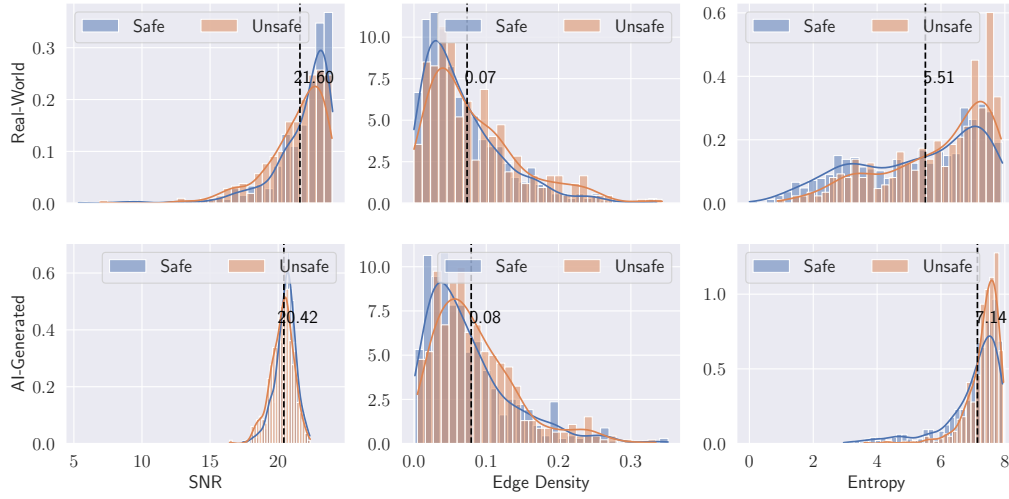 Safe Unsafe
Safe Unsafe
Safe Unsafe
Real-World
0.3
0.2
0.1
0.0
21.60
10.0
7.5
5.0
2.5
0.0
0.07
0.6
0.4
0.2
0.0
5.51
Safe Unsafe
Safe Unsafe
Safe Unsafe
AI-Generated
0.6
0.4
0.2
0.0
20.42
5 10 15 20
SNR
10.0
7.5
5.0
2.5
0.0
0.08
0.0 0.1 0.2 0.3
Edge Density
1.0
0.5
0.0
7.14
0 2 4 6 8
Entropy